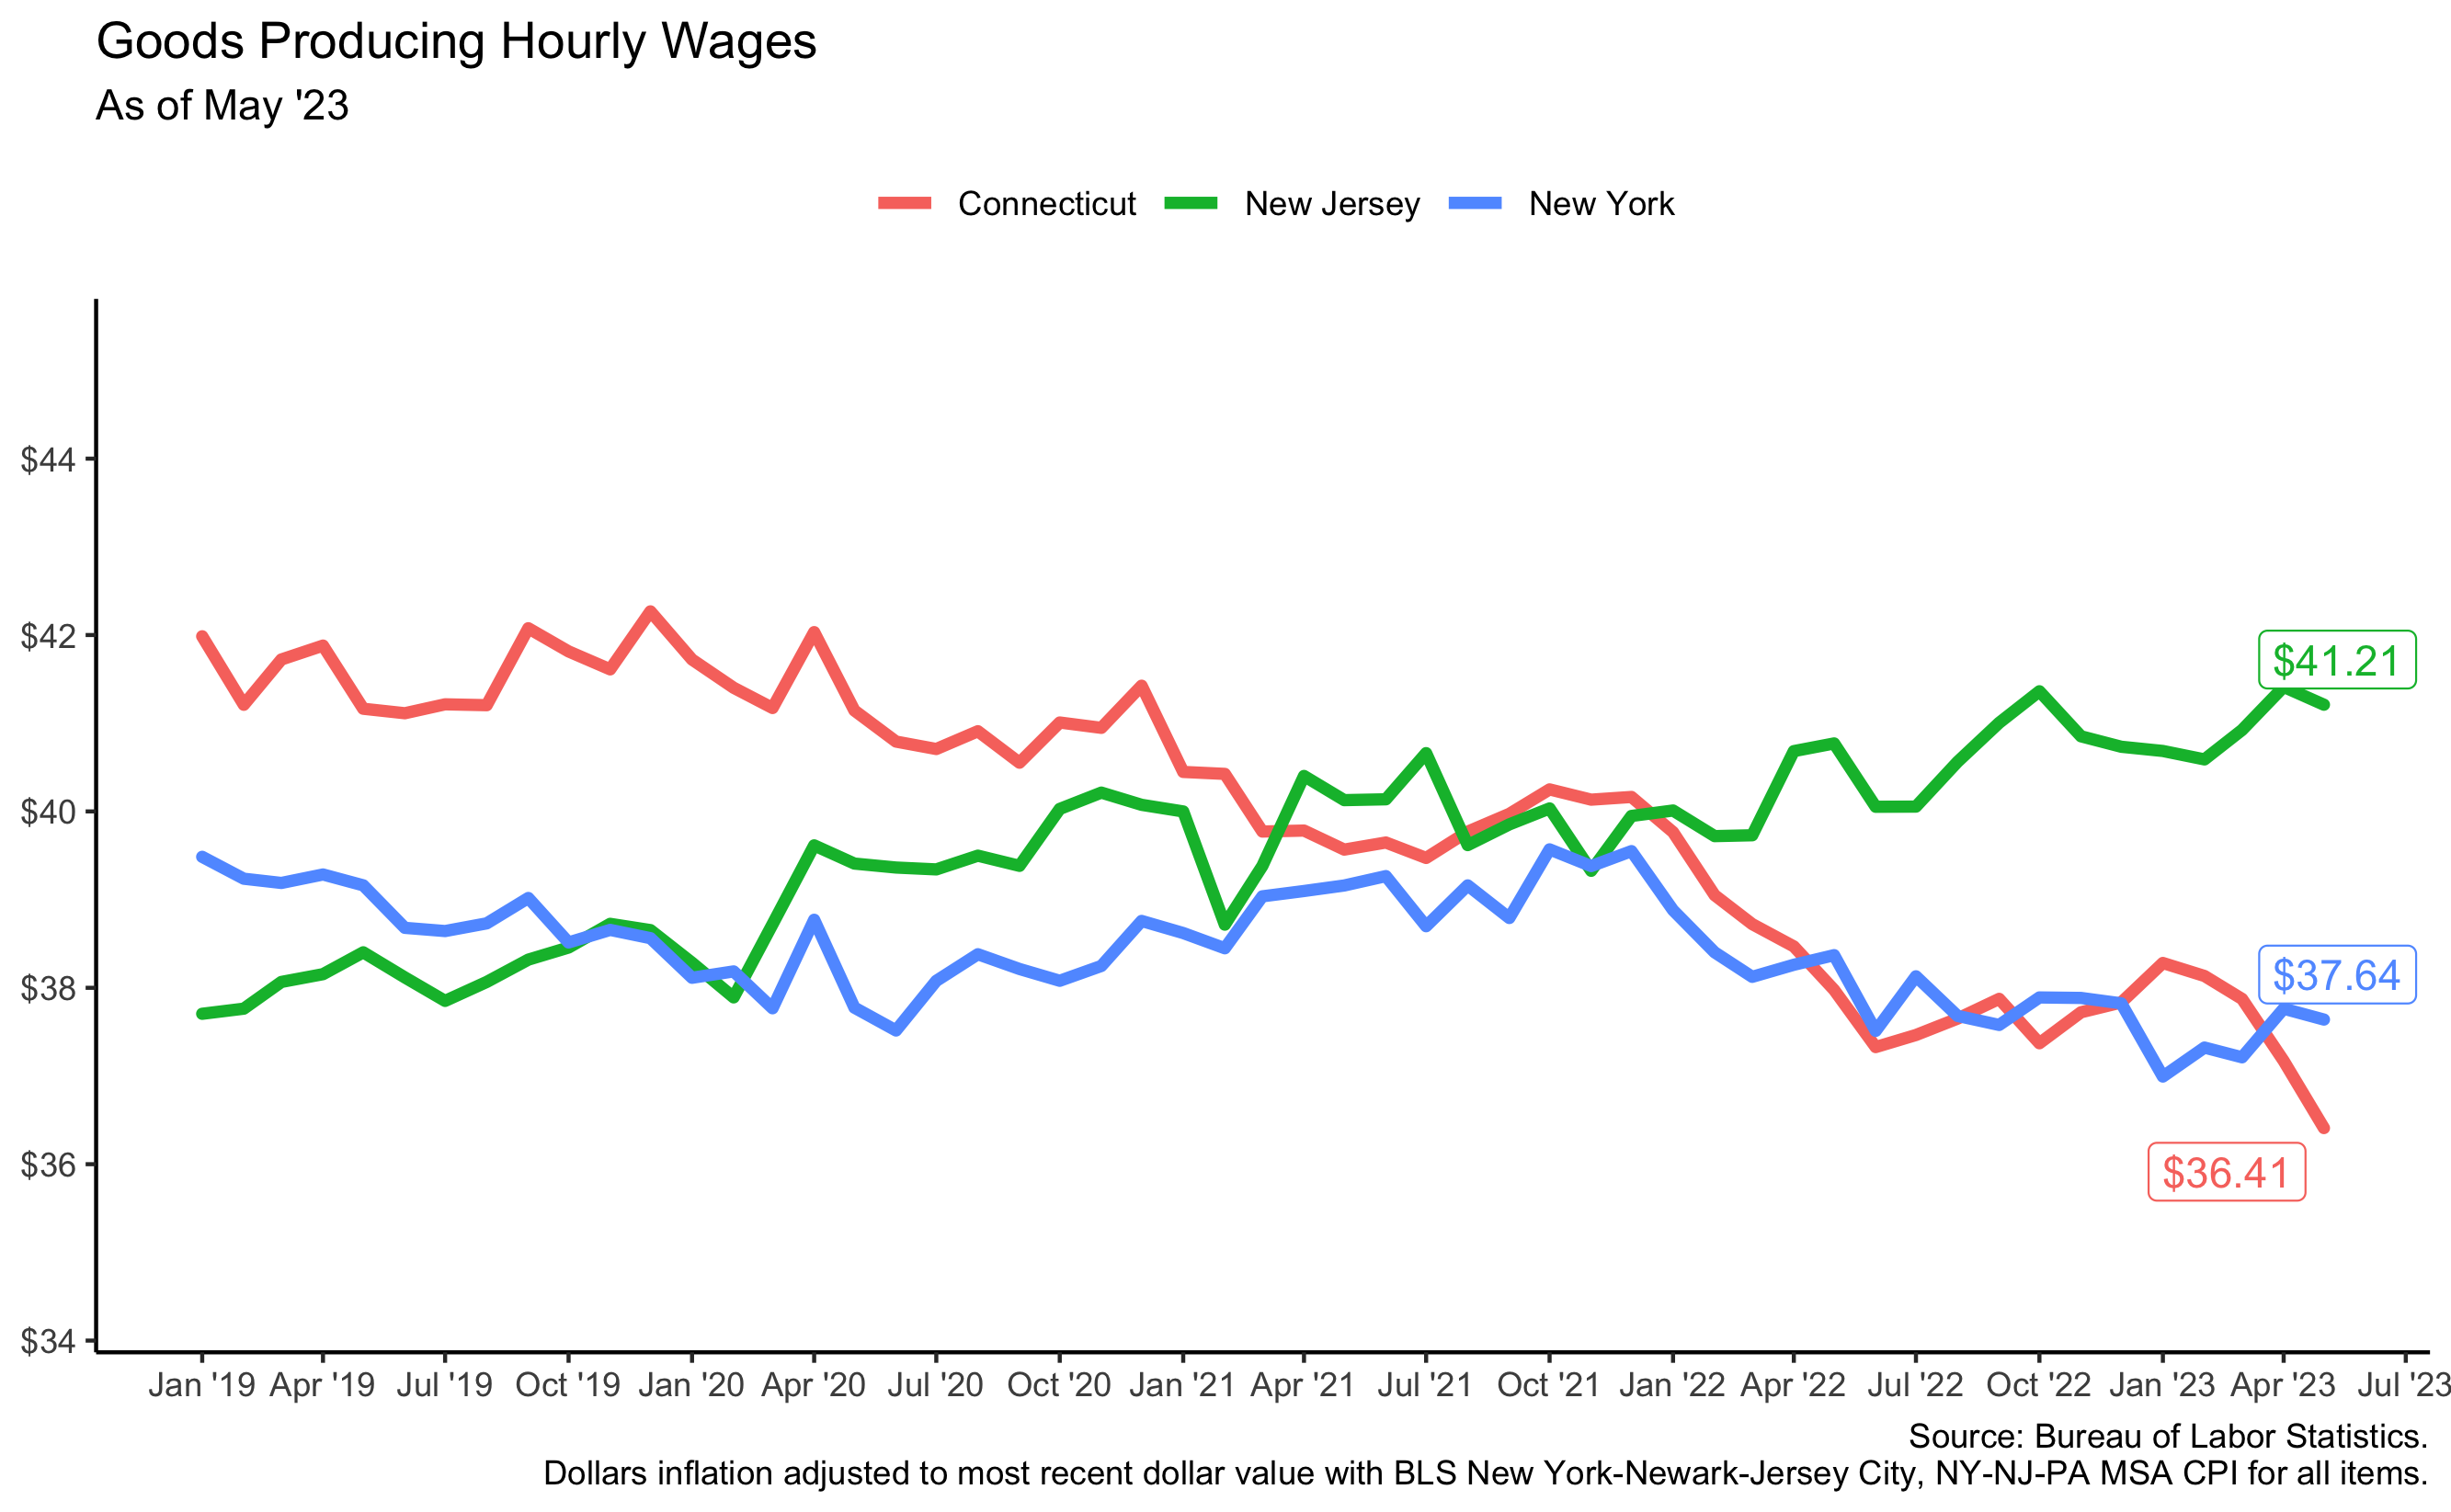 Goods Producing Hourly Wages
As of May '23
Connecticut New Jersey New York
$44
$42
$40
$38
$36
$34
$41.21
$37.64
$36.41
Jan '19 Apr '19 Jul '19 Oct '19 Jan '20 Apr '20 Jul '20 Oct '20 Jan '21 Apr '21 Jul '21 Oct '21 Jan '22 Apr '22 Jul '22 Oct '22 Jan '23 Apr '23 Jul '23
Source: Bureau of Labor Statistics.
Dollars inflation adjusted to most recent dollar value with BLS New York-Newark-Jersey City, NY-NJ-PA MSA CPI for all items.